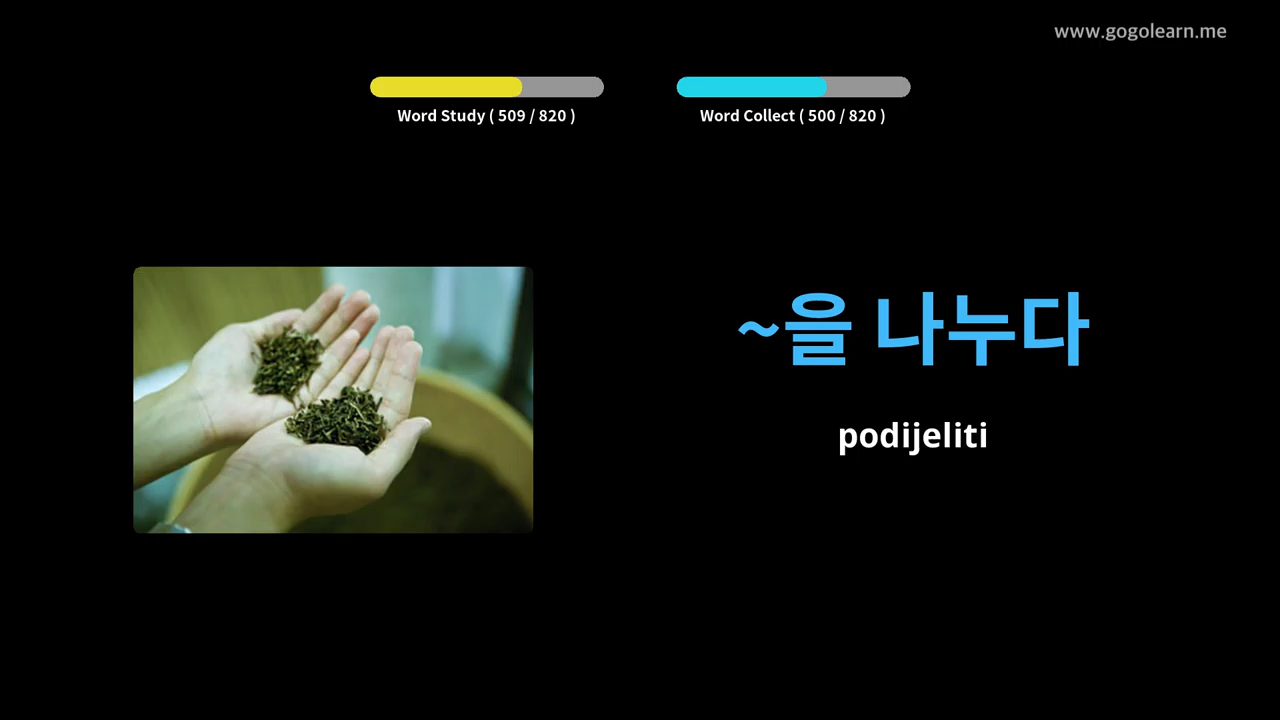 www.gogolearn.me
Word Study ( 509 / 820 )
Word Collect ( 500 / 820 )
~을 나누다
podijeliti